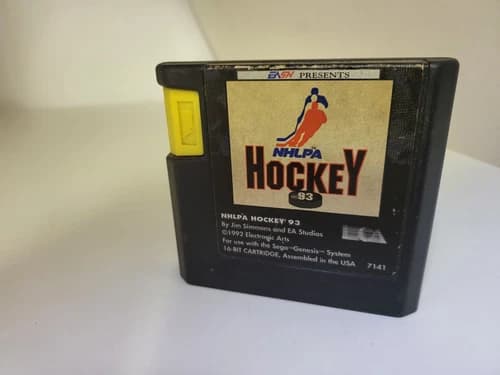 EASN PRESENTS
NHLPA
HOCKEY
93
NHLPA HOCKEY '93
By Jim Simmons and EA Studios
©1992 Electronic Arts
For use with the Sega™ Genesis™ System
16-BIT CARTRIDGE, Assembled in the USA
7141